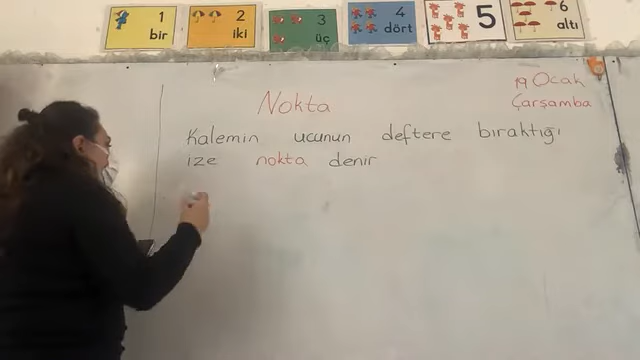 1 bir
2 iki
3 üç
4 dört
5
6 altı
19 Ocak
Çarşamba
Nokta
Kalemin ucunun deftere bıraktığı
ize nokta denir